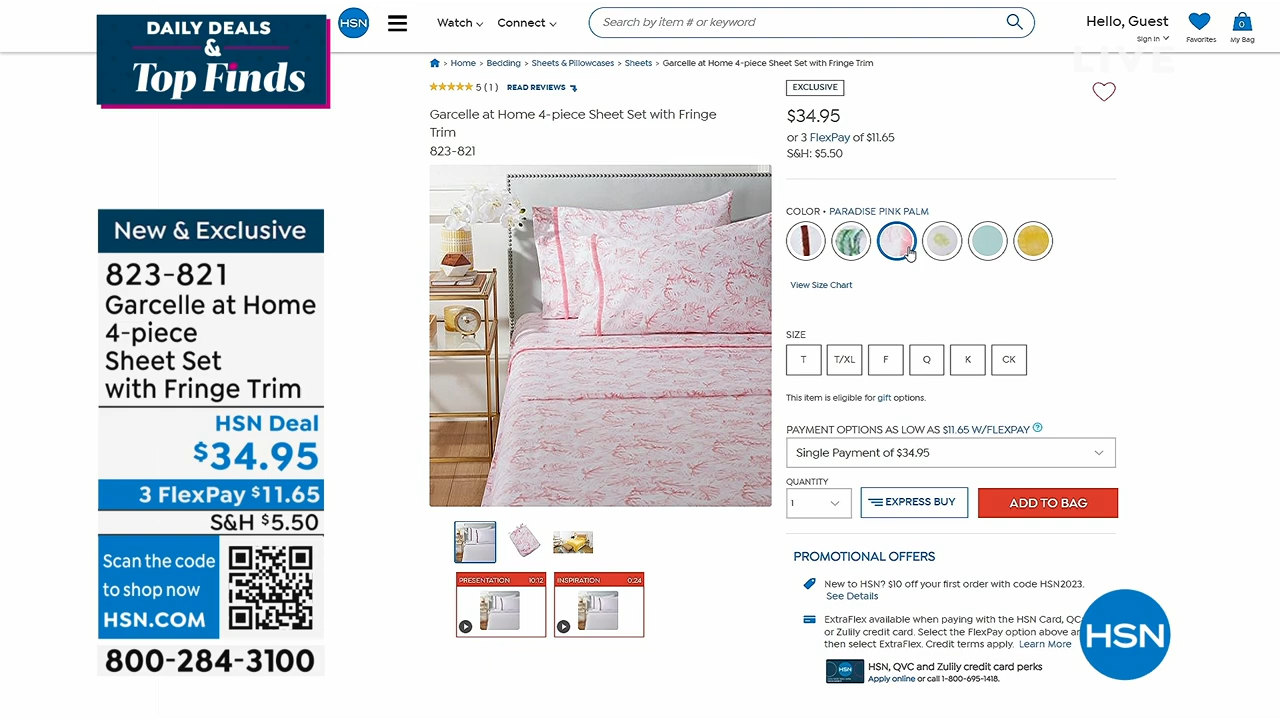 DAILY DEALS
&
Top Finds
HSN
Watch
Connect
Search by item # or keyword
Hello, Guest
Sign In
Favorites
0
My Bag
LIVE
> Home > Bedding > Sheets & Pillowcases > Sheets > Garcelle at Home 4-piece Sheet Set with Fringe Trim
5 (1) READ REVIEWS
Garcelle at Home 4-piece Sheet Set with Fringe
Trim
823-821
EXCLUSIVE
$34.95
or 3 FlexPay of $11.65
S&H: $5.50
COLOR • PARADISE PINK PALM
View Size Chart
SIZE
T T/XL F Q K CK
This item is eligible for gift options.
PAYMENT OPTIONS AS LOW AS $11.65 W/FLEXPAY ?
Single Payment of $34.95
QUANTITY
1
EXPRESS BUY
ADD TO BAG
PROMOTIONAL OFFERS
New to HSN? $10 off your first order with code HSN2023.
See Details
ExtraFlex available when paying with the HSN Card, QC
or Zulily credit card. Select the FlexPay option above ar
then select ExtraFlex. Credit terms apply. Learn More
HSN
HSN, QVC and Zulily credit card perks
Apply online or call 1-800-695-1418.
PRESENTATION 10:12
INSPIRATION 0:24
New & Exclusive
823-821
Garcelle at Home
4-piece
Sheet Set
with Fringe Trim
HSN Deal
$34.95
3 FlexPay $11.65
S&H $5.50
Scan the code
to shop now
HSN.COM
800-284-3100
HSN